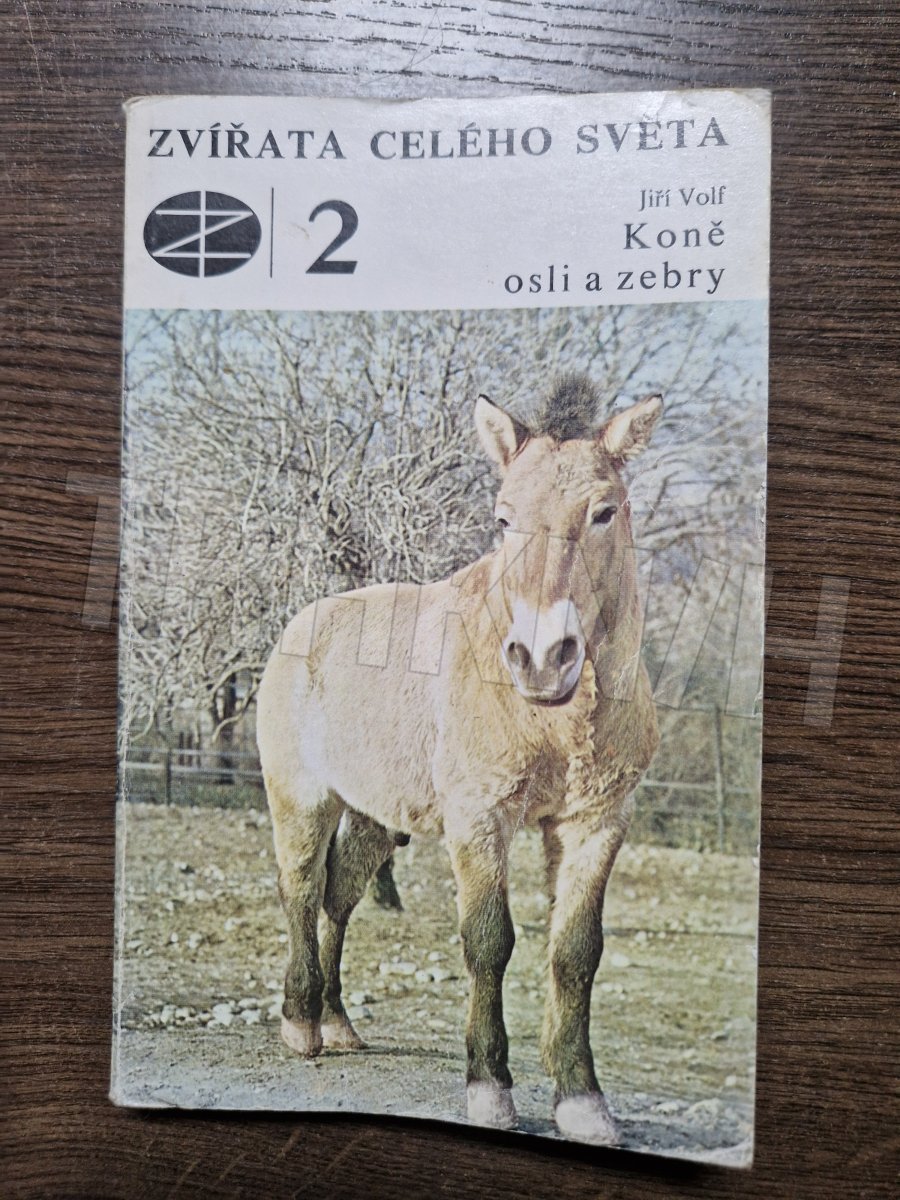 ZVÍŘATA CELÉHO SVĚTA
2
Jiří Volf
Koně
osli a zebry